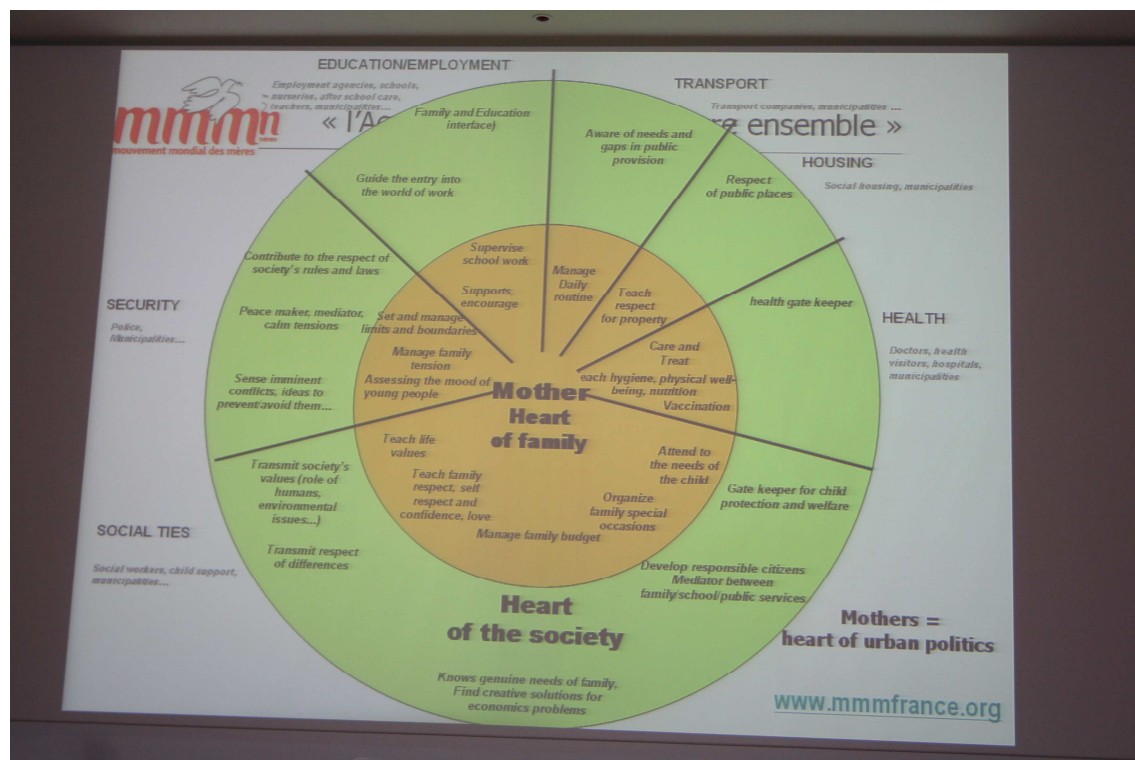 EDUCATION/EMPLOYMENT
Employment agencies, schools,
nurseries, after school care,
teachers, municipalities...
mmmn
mouvement mondial des mères
« l'Ac
re ensemble »
TRANSPORT
Transport companies, municipalities ...
HOUSING
Social housing, municipalities
HEALTH
Doctors, health
visitors, hospitals,
municipalities
SECURITY
Police,
Municipalities...
SOCIAL TIES
Social workers, child support,
municipalities...
Family and Education
interface)
Guide the entry into
the world of work
Aware of needs and
gaps in public
provision
Respect
of public places
health gate keeper
Gate keeper for child
protection and welfare
Develop responsible citizens
Mediator between
family/school/public services
Contribute to the respect of
society's rules and laws
Peace maker, mediator,
calm tensions
Sense imminent
conflicts, ideas to
prevent/avoid them...
Transmit society's
values (role of
humans,
environmental
issues...)
Transmit respect
of differences
Supervise
school work
Supports,
encourage
Manage
Daily
routine
Teach
respect
for property
Care and
Treat
each hygiene, physical well-
being, nutrition
Vaccination
Set and manage
limits and boundaries
Manage family
tension
Assessing the mood of
young people
Mother
Heart
of family
Teach life
values
Teach family
respect, self
respect and
confidence, love
Attend to
the needs of
the child
Organize
family special
occasions
Manage family budget
Heart
of the society
Knows genuine needs of family,
Find creative solutions for
economics problems
Mothers =
heart of urban politics
www.mmmfrance.org